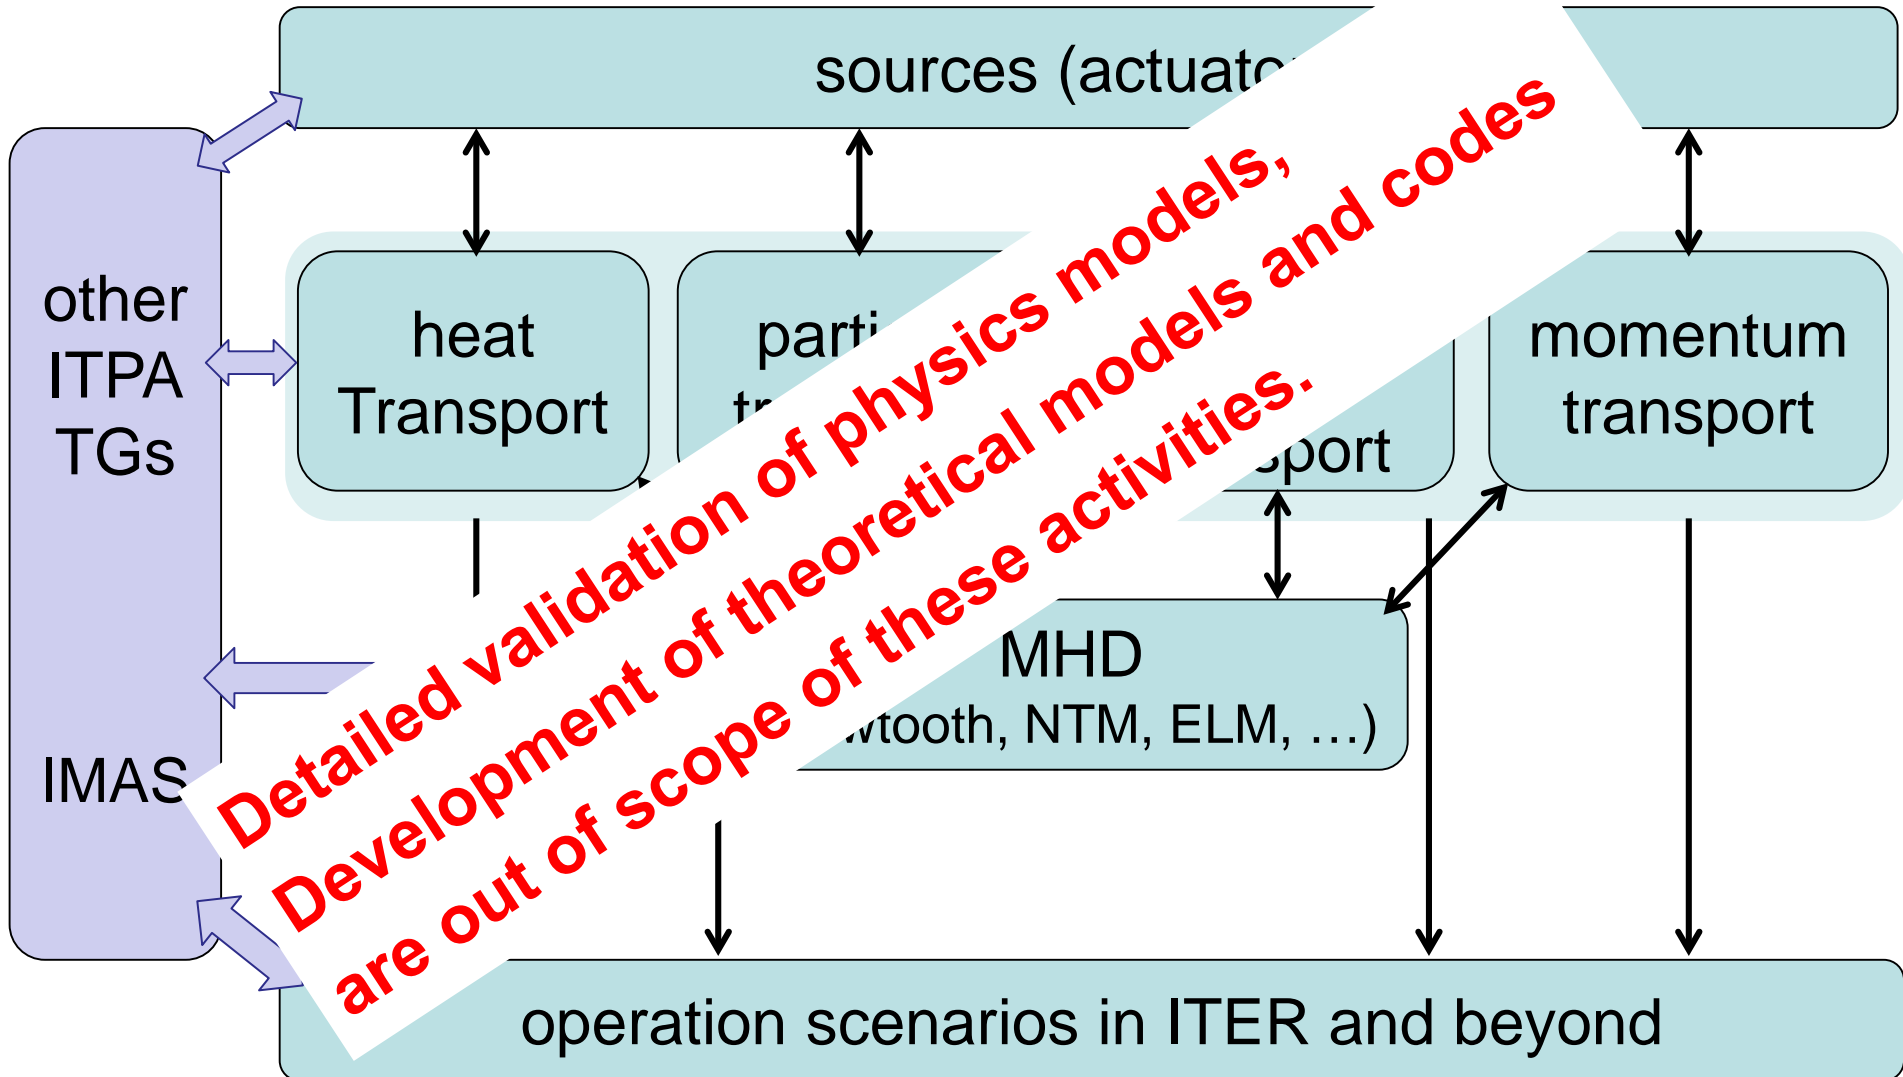 sources (actuato
other
ITPA
TGs
IMAS
heat
Transport
parti
tr
sport
momentum
transport
MHD
wtooth, NTM, ELM, ...)
operation scenarios in ITER and beyond
Detailed validation of physics models,
Development of theoretical models and codes
are out of scope of these activities.